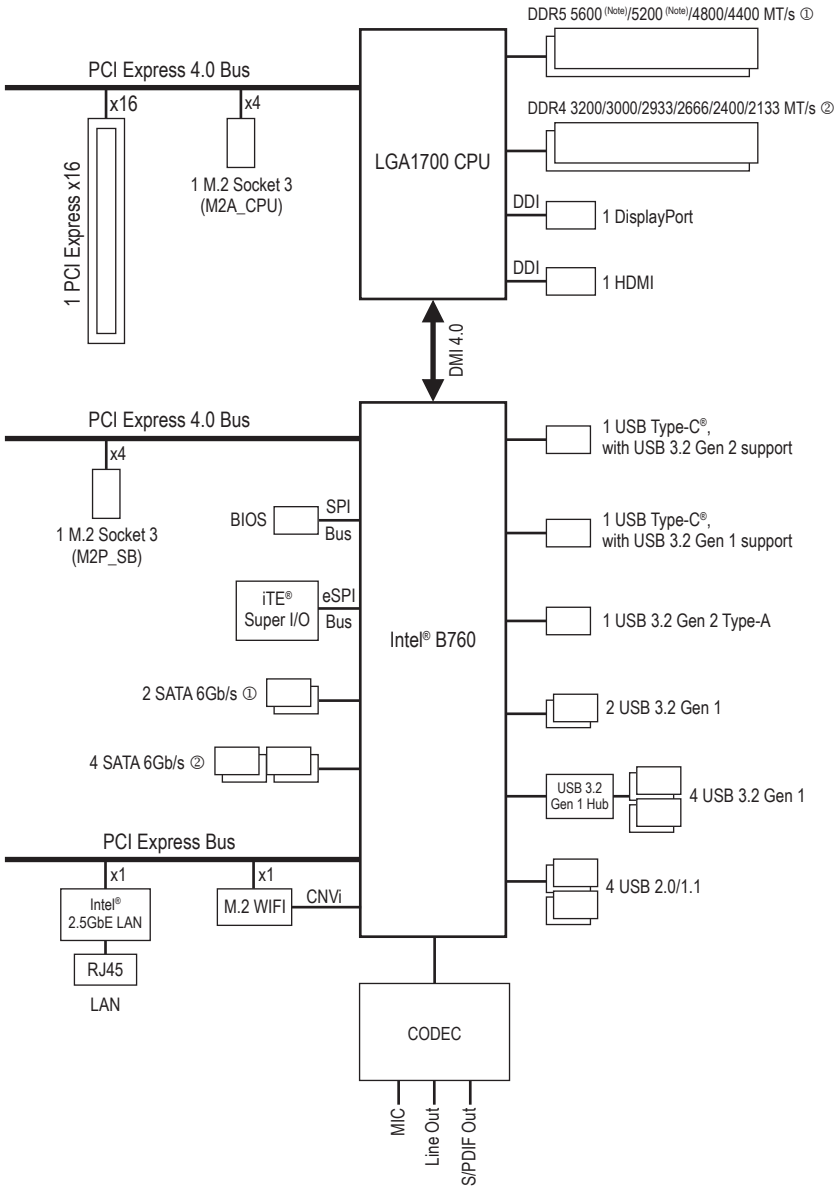 DDR5 5600 (Note)/5200 (Note)/4800/4400 MT/s ①
PCI Express 4.0 Bus
x16
x4
1 PCI Express x16
1 M.2 Socket 3
(M2A_CPU)
LGA1700 CPU
DDR4 3200/3000/2933/2666/2400/2133 MT/s ②
DDI
1 DisplayPort
DDI
1 HDMI
DMI 4.0
PCI Express 4.0 Bus
x4
1 M.2 Socket 3
(M2P_SB)
BIOS
SPI
Bus
iTE®
Super I/O
eSPI
Bus
Intel® B760
2 SATA 6Gb/s ①
4 SATA 6Gb/s ②
1 USB Type-C®,
with USB 3.2 Gen 2 support
1 USB Type-C®,
with USB 3.2 Gen 1 support
1 USB 3.2 Gen 2 Type-A
2 USB 3.2 Gen 1
USB 3.2
Gen 1 Hub
4 USB 3.2 Gen 1
4 USB 2.0/1.1
PCI Express Bus
x1
x1
Intel®
2.5GbE LAN
M.2 WIFI
CNVi
RJ45
LAN
CODEC
MIC
Line Out
S/PDIF Out